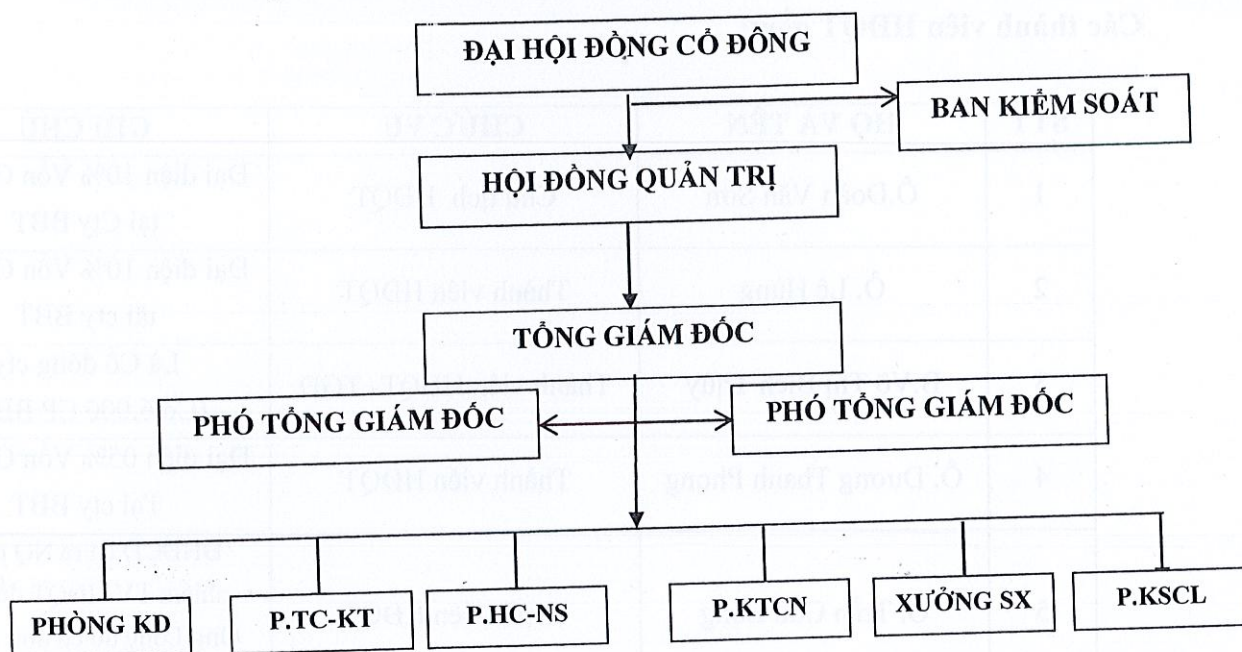 ĐẠI HỘI ĐỒNG CỔ ĐÔNG
BAN KIỂM SOÁT
HỘI ĐỒNG QUẢN TRỊ
TỔNG GIÁM ĐỐC
PHÓ TỔNG GIÁM ĐỐC
PHÓ TỔNG GIÁM ĐỐC
PHÒNG KD
P.TC-KT
P.HC-NS
P.KTCN
XƯỞNG SX
P.KSCL